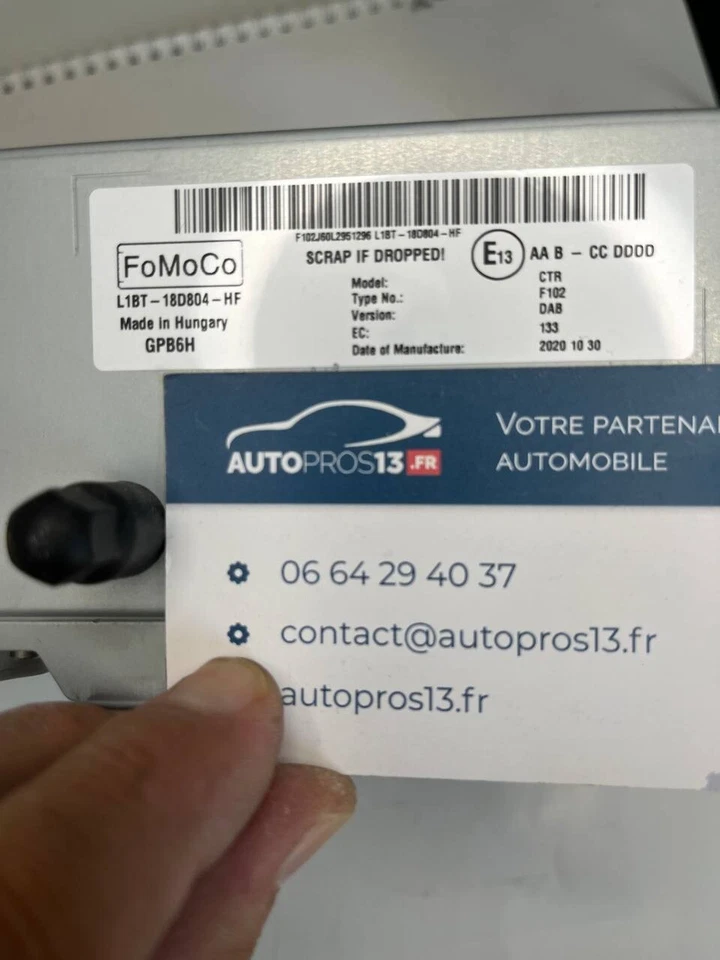 F102J60L2951296 L1BT-18D804-HF
FoMoCo
SCRAP IF DROPPED!
E13
AA B - CC DDDD
L1BT-18D804-HF
Made in Hungary
GPB6H
Model: CTR
Type No.: F102
Version: DAB
EC: 133
Date of Manufacture: 2020 10 30
AUTOPROS13.FR
VOTRE PARTENAI
AUTOMOBILE
06 64 29 40 37
contact@autopros13.fr
autopros13.fr